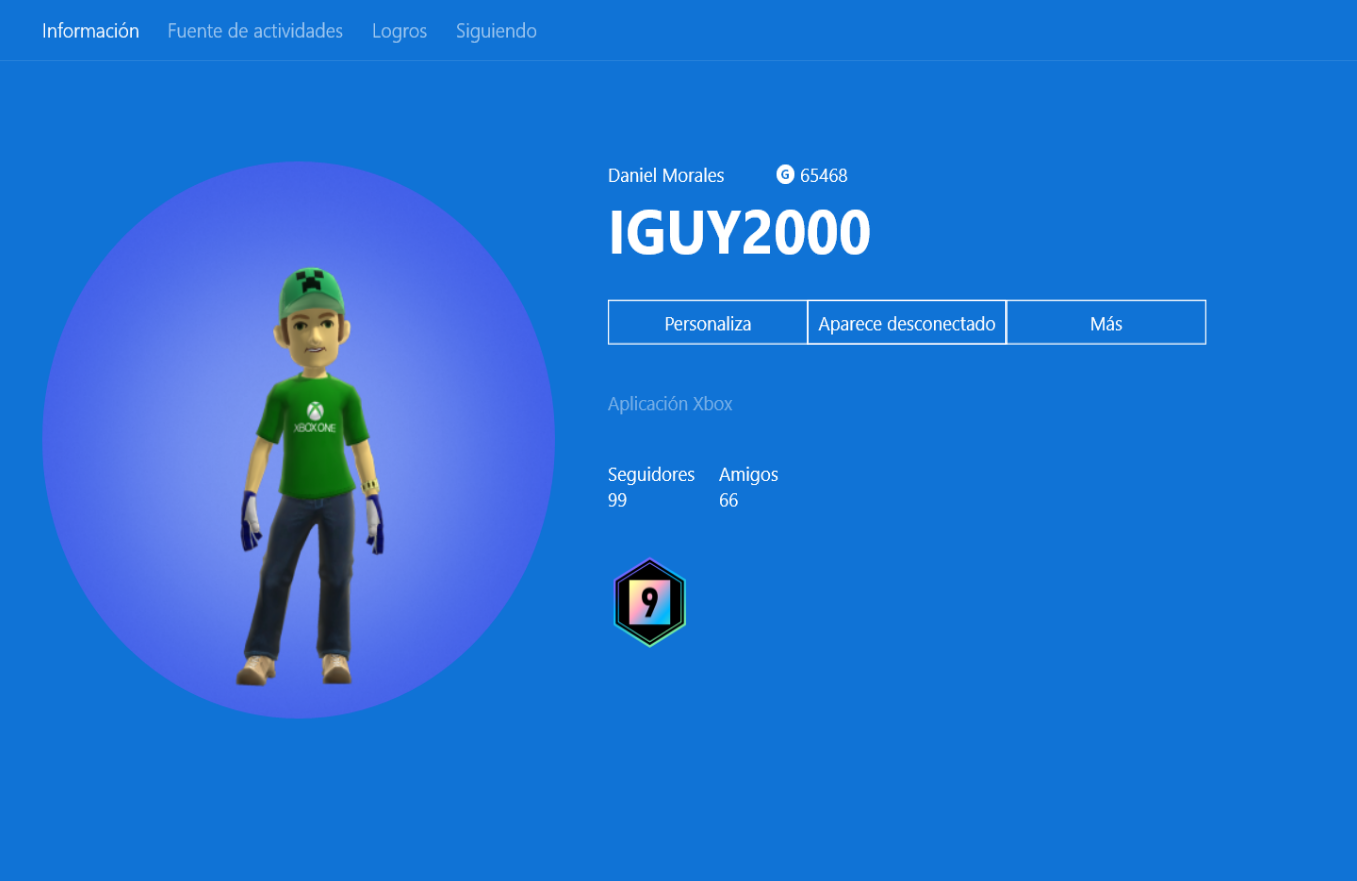 Información Fuente de actividades Logros Siguiendo
Daniel Morales G 65468
IGUY2000
Personaliza Aparece desconectado Más
Aplicación Xbox
Seguidores Amigos
99 66
XBOX ONE
9